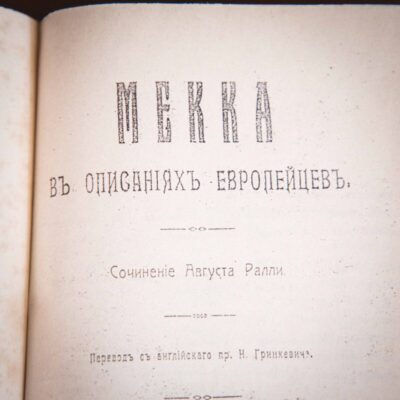 МЕККА
ВЪ ОПИСАНІЯХЪ ЕВРОПЕЙЦЕВЪ.
Сочиненіе Августа Ралли.
Переводъ съ англійскаго пр. Н. Гринкевичъ.